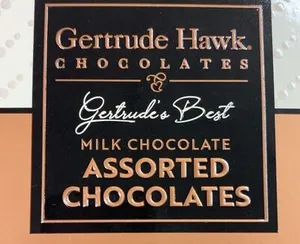 Gertrude Hawk.
CHOCOLATES
Gertrude's Best
MILK CHOCOLATE
ASSORTED
CHOCOLATES